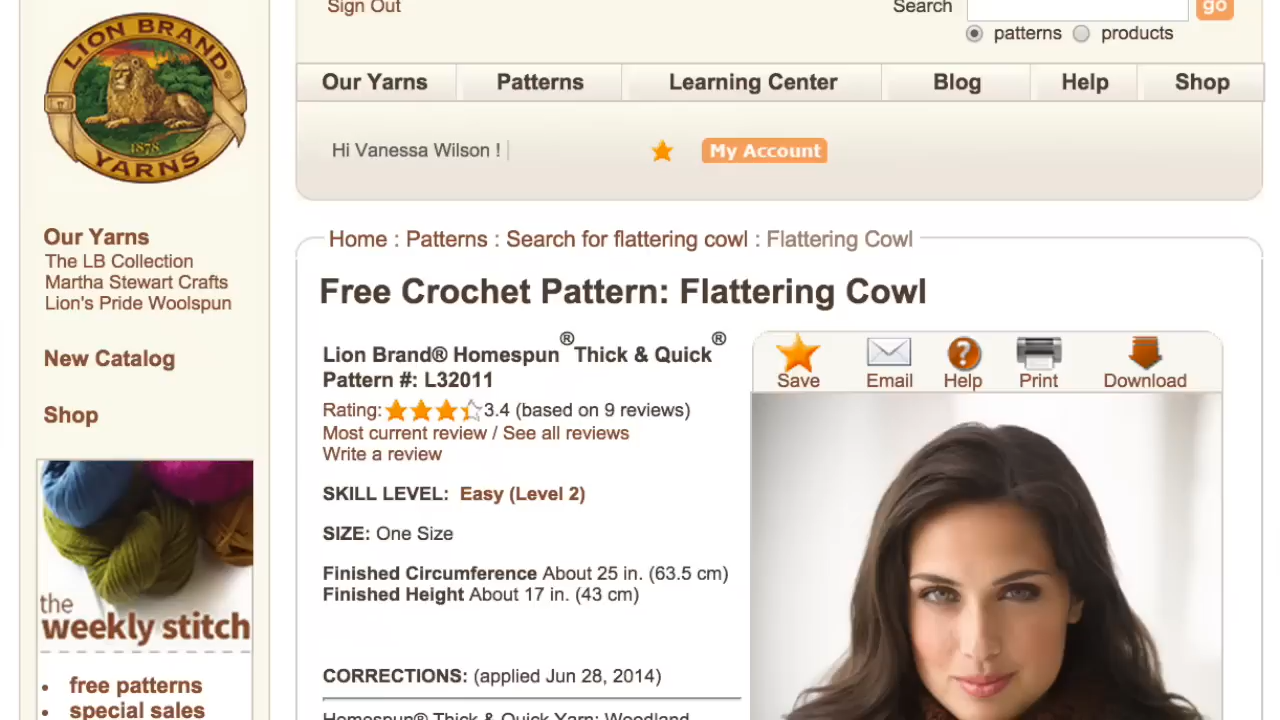 Sign Out
Search
go
patterns products
LION BRAND®
1878
YARNS
Our Yarns Patterns Learning Center Blog Help Shop
Hi Vanessa Wilson !
My Account
Our Yarns
The LB Collection
Martha Stewart Crafts
Lion's Pride Woolspun
New Catalog
Shop
the
weekly stitch
• free patterns
• special sales
Home : Patterns : Search for flattering cowl : Flattering Cowl
Free Crochet Pattern: Flattering Cowl
Lion Brand® Homespun®Thick & Quick®
Pattern #: L32011
Rating: 3.4 (based on 9 reviews)
Most current review / See all reviews
Write a review
SKILL LEVEL: Easy (Level 2)
SIZE: One Size
Finished Circumference About 25 in. (63.5 cm)
Finished Height About 17 in. (43 cm)
CORRECTIONS: (applied Jun 28, 2014)
Homespun® Thick & Quick Yarn: Woodland
Save Email Help Print Download